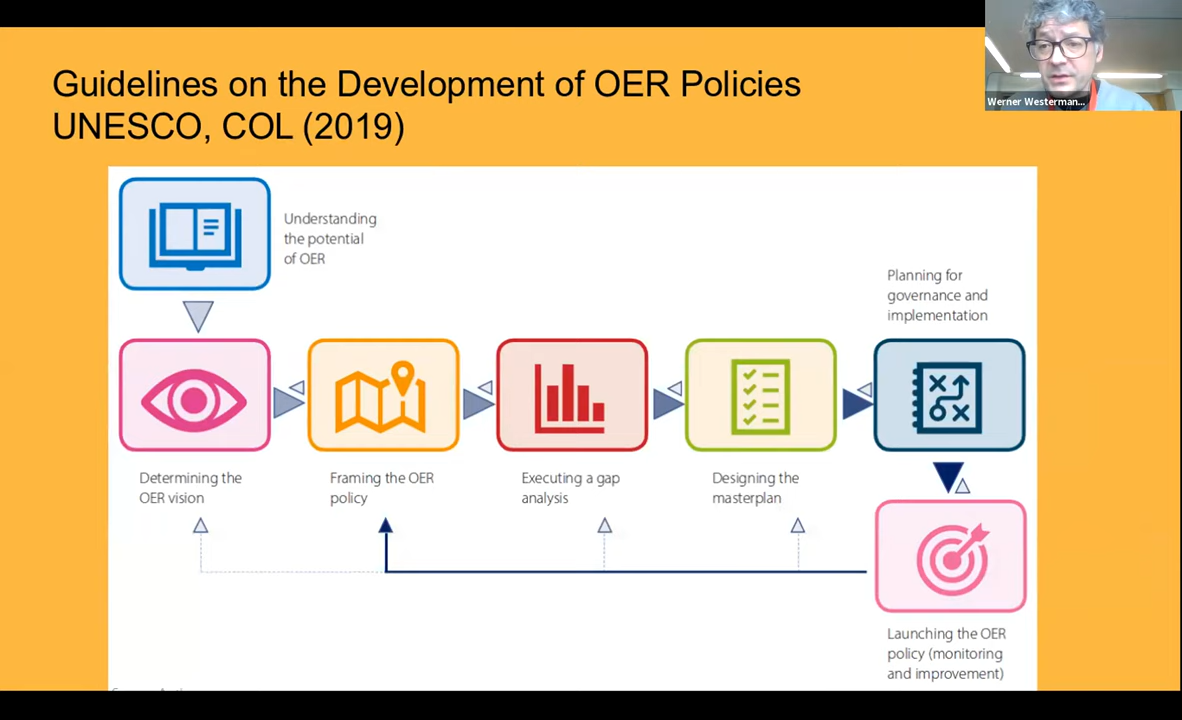 Guidelines on the Development of OER Policies
UNESCO, COL (2019)
Werner Westerman...
Understanding
the potential
of OER
Planning for
governance and
implementation
Determining the
OER vision
Framing the OER
policy
Executing a gap
analysis
Designing the
masterplan
Launching the OER
policy (monitoring
and improvement)